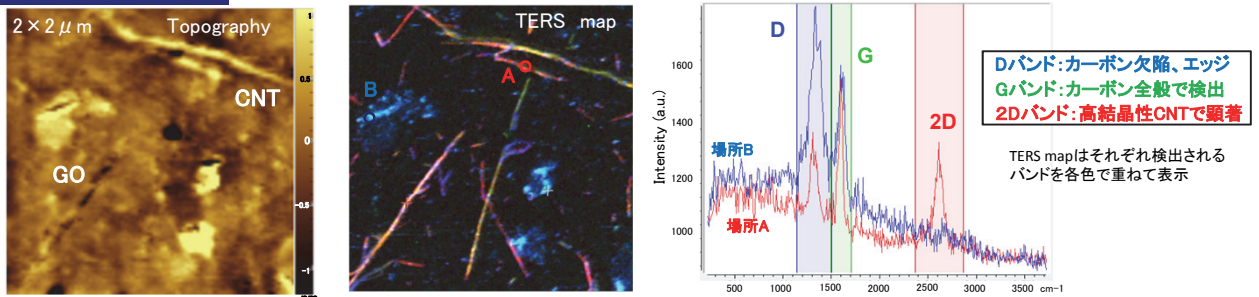 2×2μm Topography
CNT
GO
1
0.5
0
-0.5
-1
TERS map
A
B
D
G
2D
場所B
場所A
Intensity (a.u.)
1600
1400
1200
1000
500 1000 1500 2000 2500 3000 3500 cm-1
Dバンド:カーボン欠陥、エッジ
Gバンド:カーボン全般で検出
2Dバンド:高結晶性CNTで顕著
TERS mapはそれぞれ検出される
バンドを各色で重ねて表示